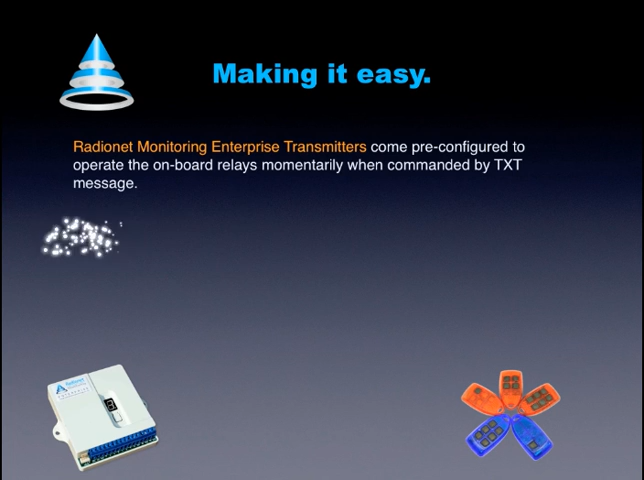 Making it easy.
Radionet Monitoring Enterprise Transmitters come pre-configured to
operate the on-board relays momentarily when commanded by TXT
message.
Radionet